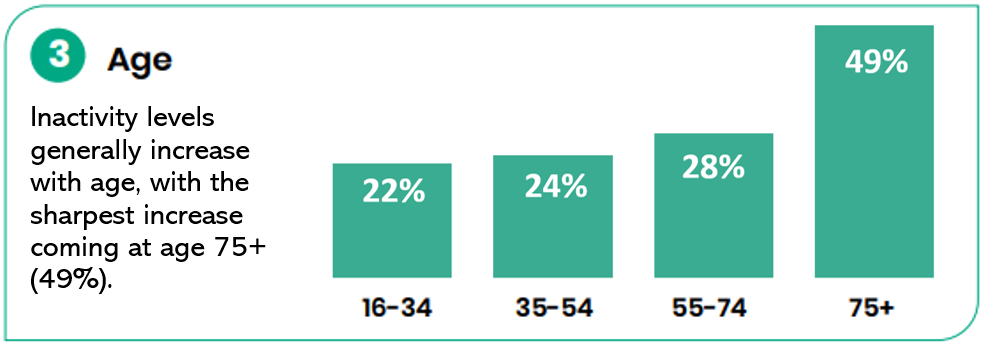 3 Age
Inactivity levels
generally increase
with age, with the
sharpest increase
coming at age 75+
(49%).
22% 24% 28% 49%
16-34 35-54 55-74 75+